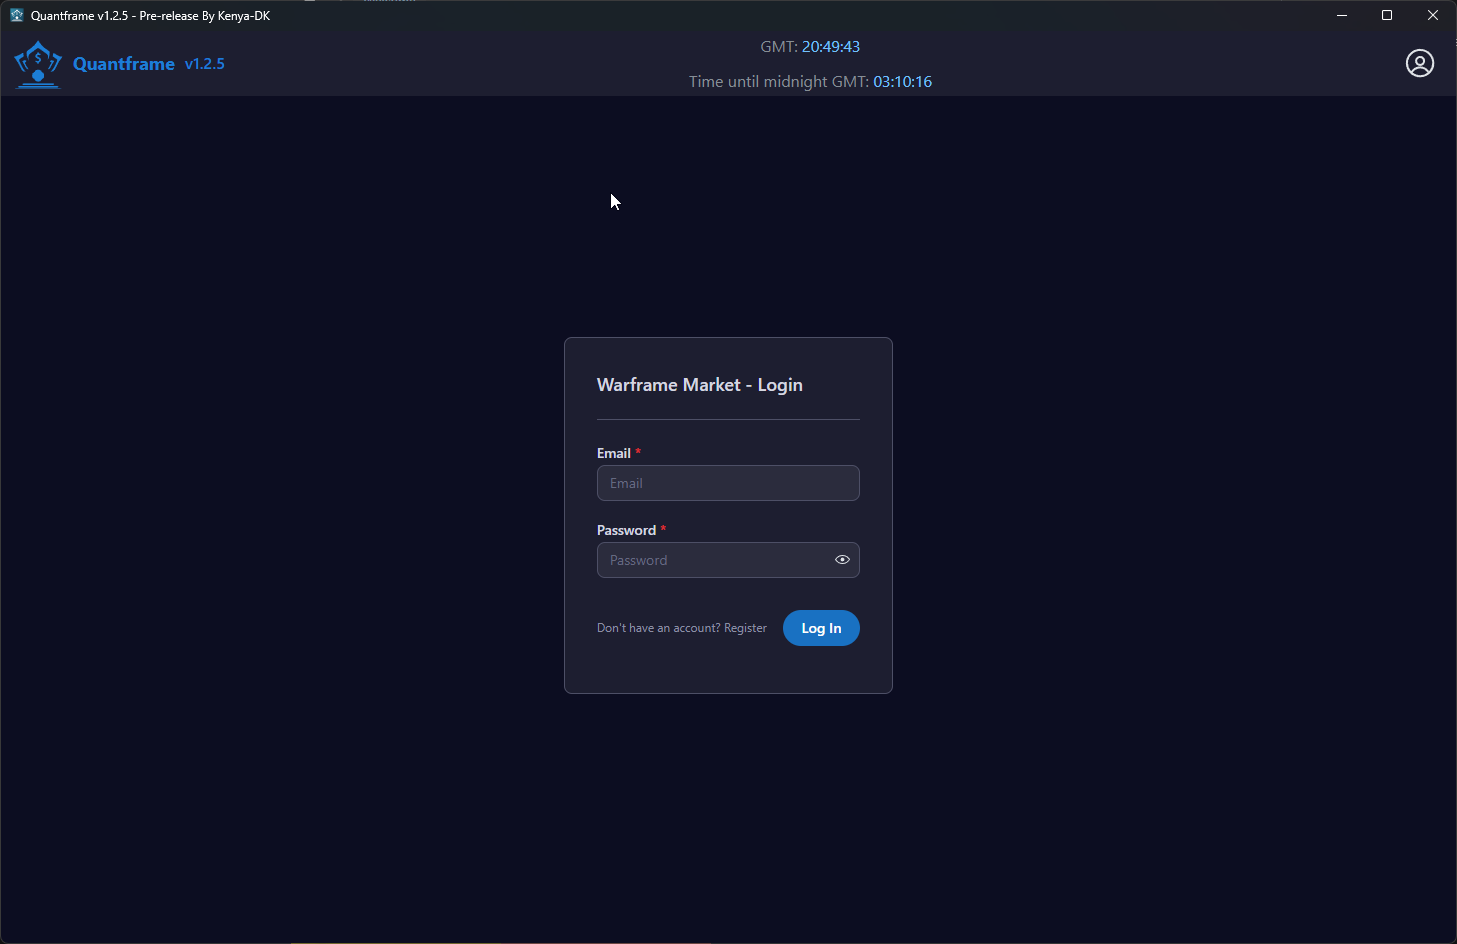 Quantframe v1.2.5 - Pre-release By Kenya-DK
Quantframe v1.2.5
GMT: 20:49:43
Time until midnight GMT: 03:10:16
Warframe Market - Login
Email *
Email
Password *
Password
Don't have an account? Register
Log In